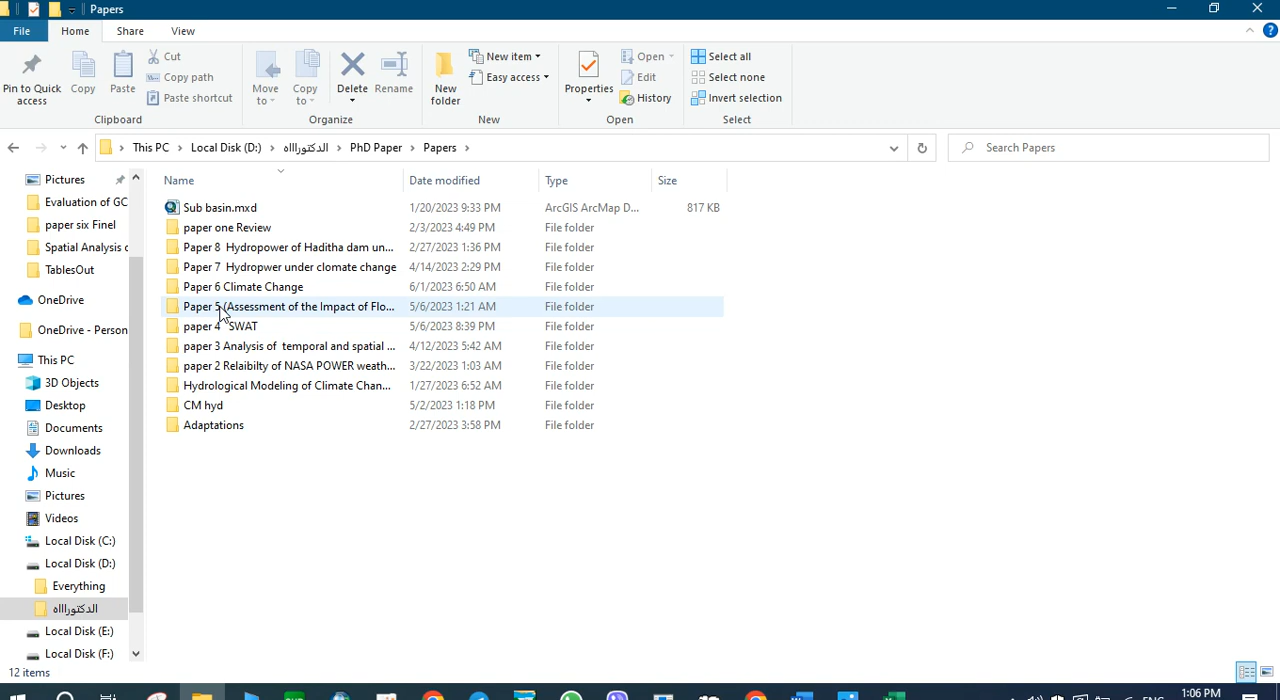 Papers
File Home Share View
Pin to Quick access
Copy
Paste
Cut
Copy path
Paste shortcut
Clipboard
Move to
Copy to
Delete
Rename
Organize
New folder
New item
Easy access
New
Properties
Open
Edit
History
Open
Select all
Select none
Invert selection
Select
This PC › Local Disk (D:) › الدكتوراااه › PhD Paper › Papers ›
Search Papers
Pictures
Evaluation of GC
paper six Finel
Spatial Analysis o
TablesOut
OneDrive
OneDrive - Person
This PC
3D Objects
Desktop
Documents
Downloads
Music
Pictures
Videos
Local Disk (C:)
Local Disk (D:)
Everything
الدكتوراااه
Local Disk (E:)
Local Disk (F:)
Name Date modified Type Size
Sub basin.mxd 1/20/2023 9:33 PM ArcGIS ArcMap D... 817 KB
paper one Review 2/3/2023 4:49 PM File folder
Paper 8 Hydropower of Haditha dam un... 2/27/2023 1:36 PM File folder
Paper 7 Hydropwer under clomate change 4/14/2023 2:29 PM File folder
Paper 6 Climate Change 6/1/2023 6:50 AM File folder
Paper 5 (Assessment of the Impact of Flo... 5/6/2023 1:21 AM File folder
paper 4 SWAT 5/6/2023 8:39 PM File folder
paper 3 Analysis of temporal and spatial ... 4/12/2023 5:42 AM File folder
paper 2 Relaibilty of NASA POWER weath... 3/22/2023 1:03 AM File folder
Hydrological Modeling of Climate Chan... 1/27/2023 6:52 AM File folder
CM hyd 5/2/2023 1:18 PM File folder
Adaptations 2/27/2023 3:58 PM File folder
12 items
1:06 PM